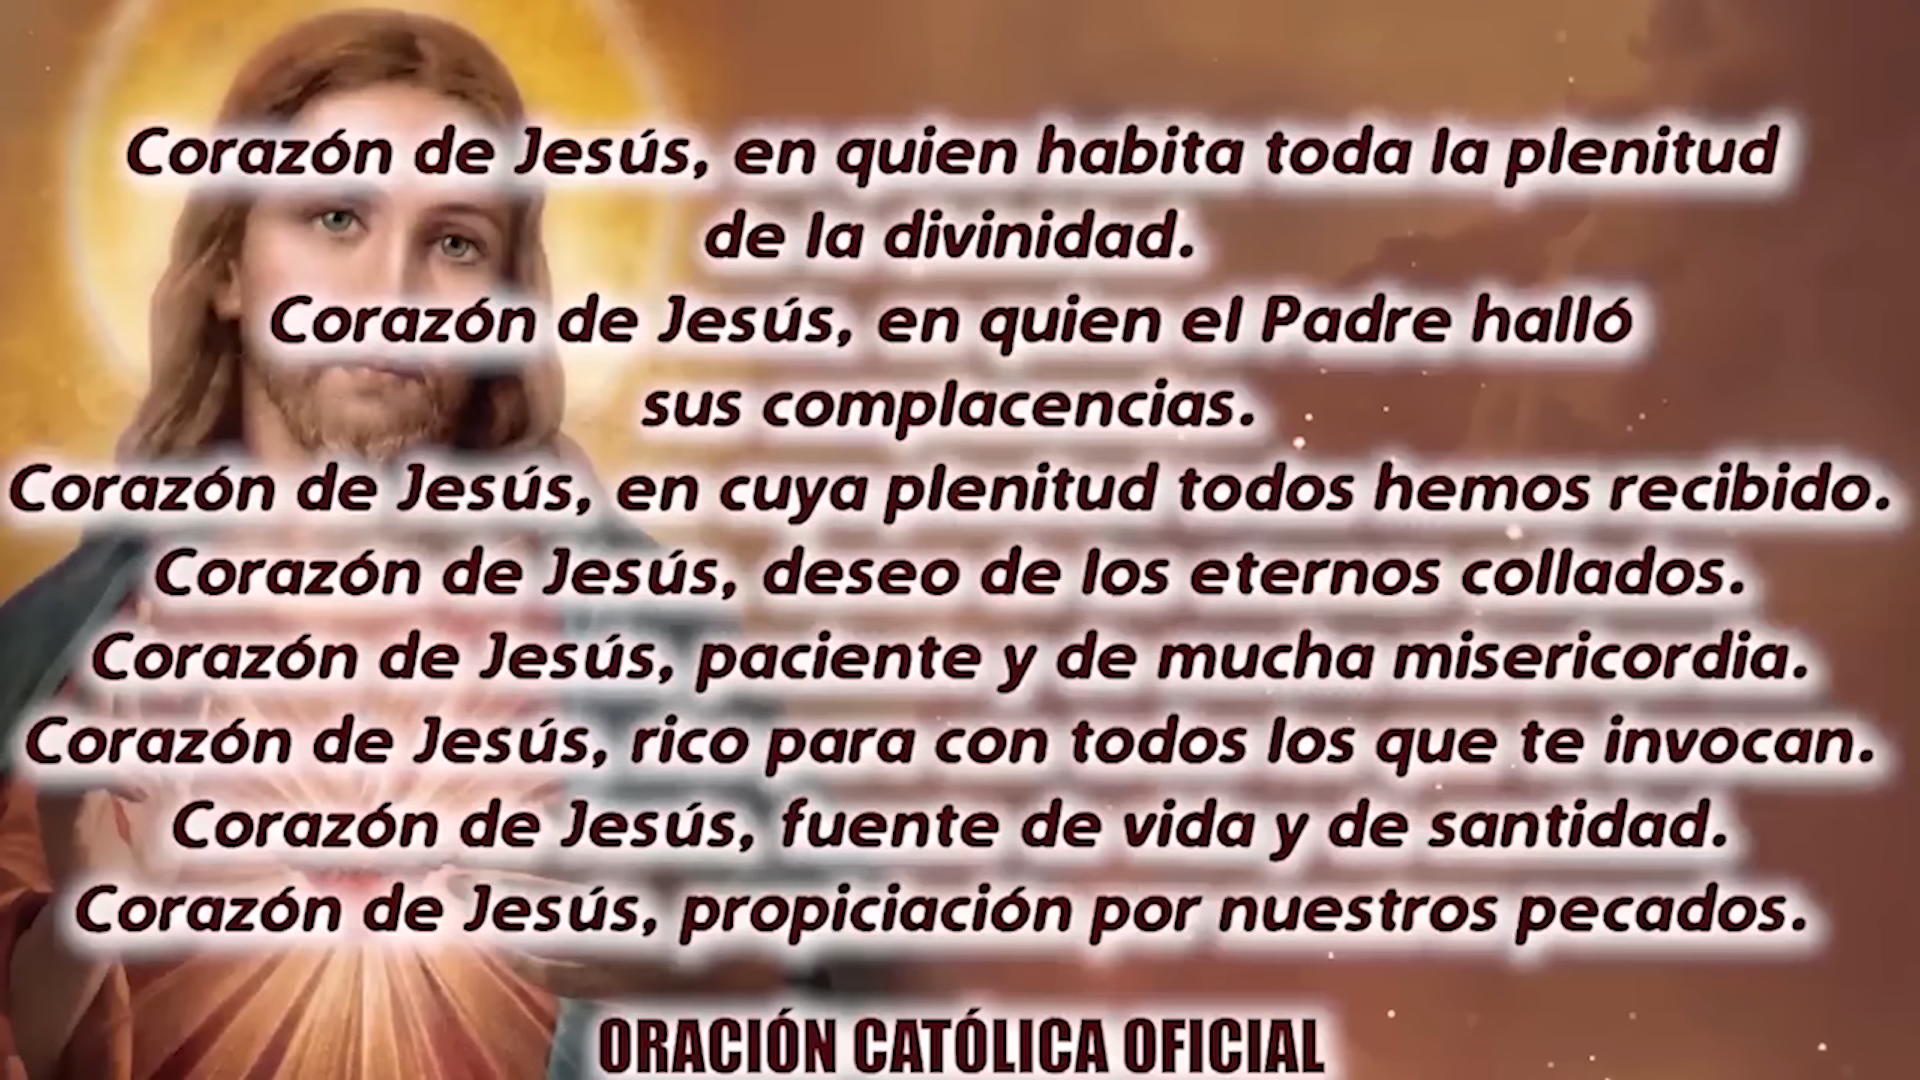 Corazón de Jesús, en quien habita toda la plenitud
de la divinidad.
Corazón de Jesús, en quien el Padre halló
sus complacencias.
Corazón de Jesús, en cuya plenitud todos hemos recibido.
Corazón de Jesús, deseo de los eternos collados.
Corazón de Jesús, paciente y de mucha misericordia.
Corazón de Jesús, rico para con todos los que te invocan.
Corazón de Jesús, fuente de vida y de santidad.
Corazón de Jesús, propiciación por nuestros pecados.
ORACIÓN CATÓLICA OFICIAL